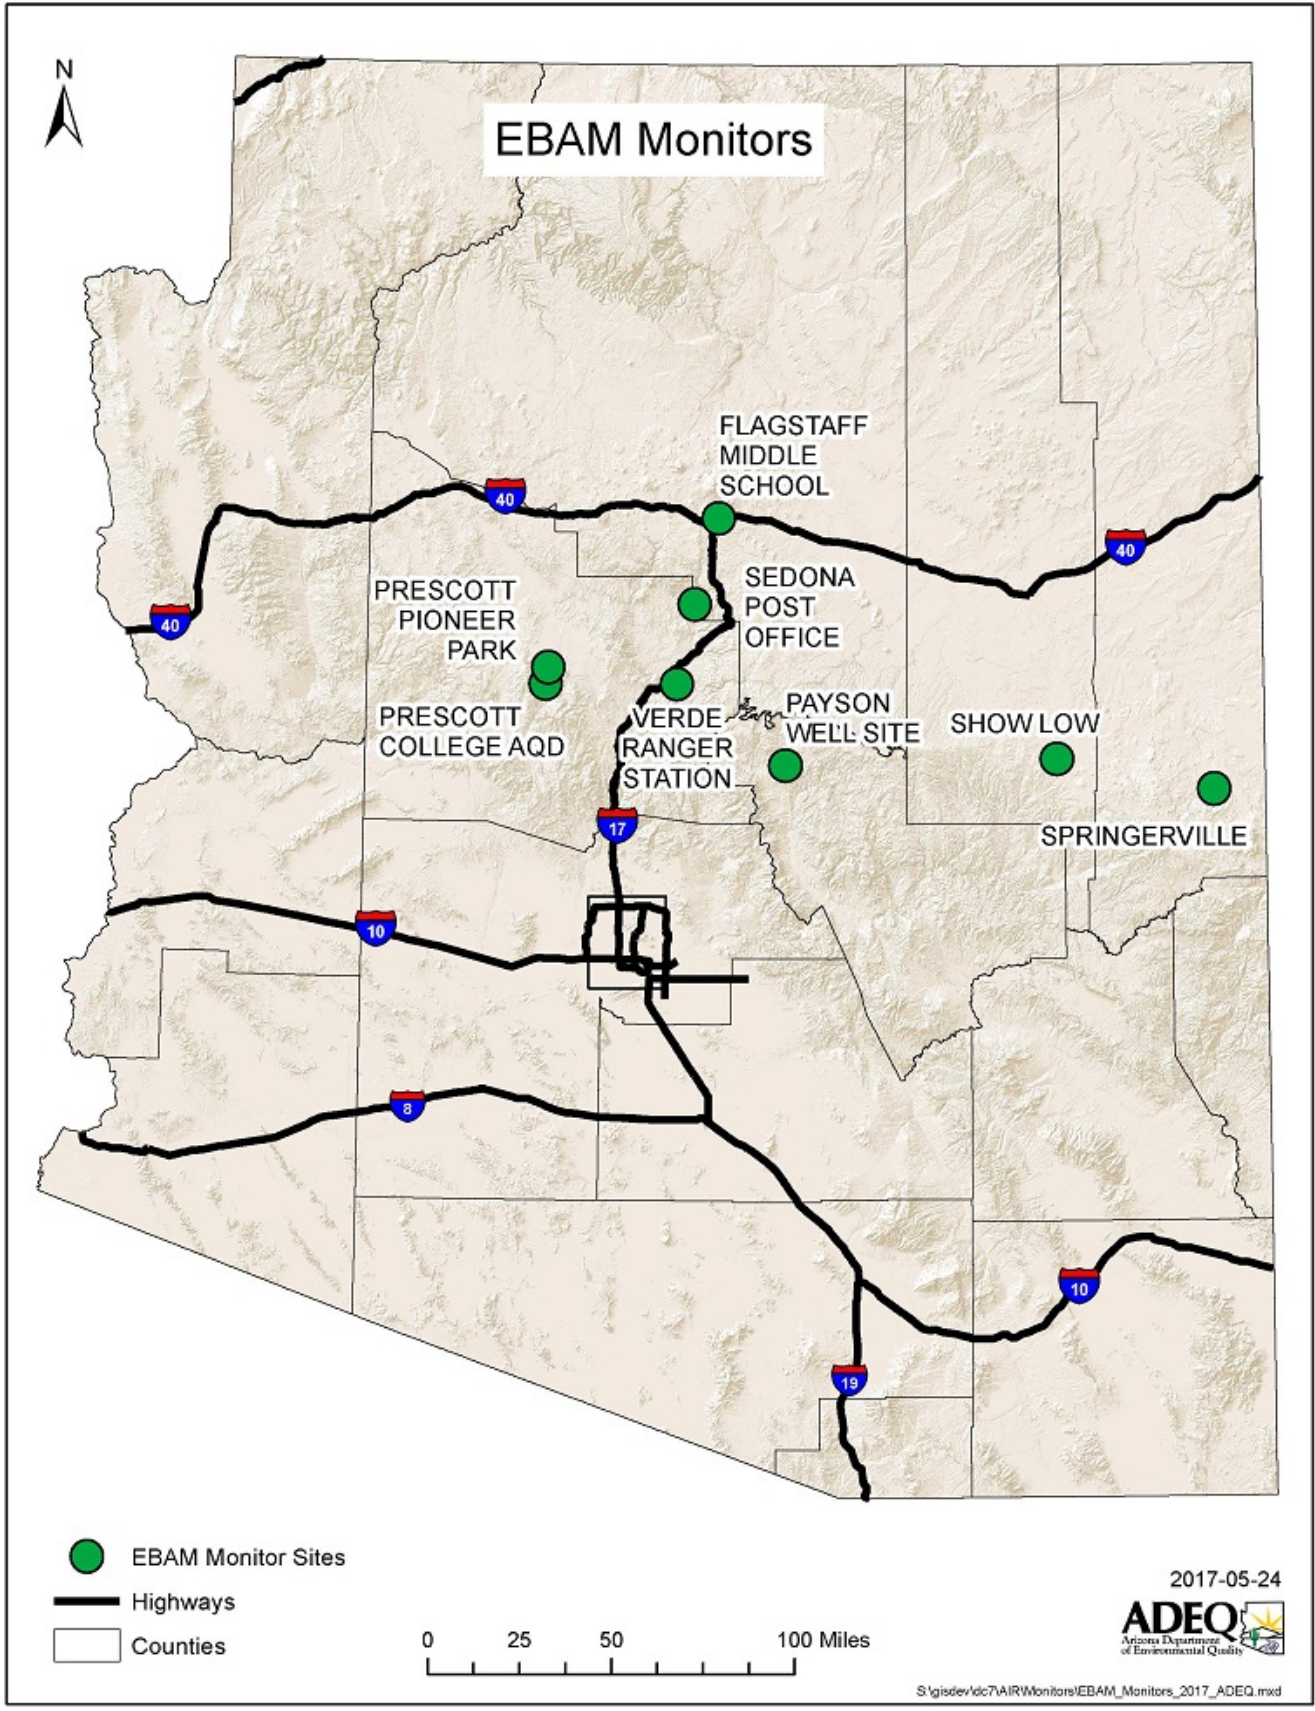 N
EBAM Monitors
FLAGSTAFF
MIDDLE
SCHOOL
40
40
40
PRESCOTT
PIONEER
PARK
SEDONA
POST
OFFICE
PRESCOTT
COLLEGE AQD
VERDE
RANGER
STATION
PAYSON
WELL SITE
SHOW LOW
SPRINGERVILLE
17
10
8
10
19
EBAM Monitor Sites
Highways
Counties
0 25 50 100 Miles
2017-05-24
ADEQ
Arizona Department
of Environmental Quality
S:\gisdev\dc7\AIR\Monitors\EBAM_Monitors_2017_ADEQ.mxd